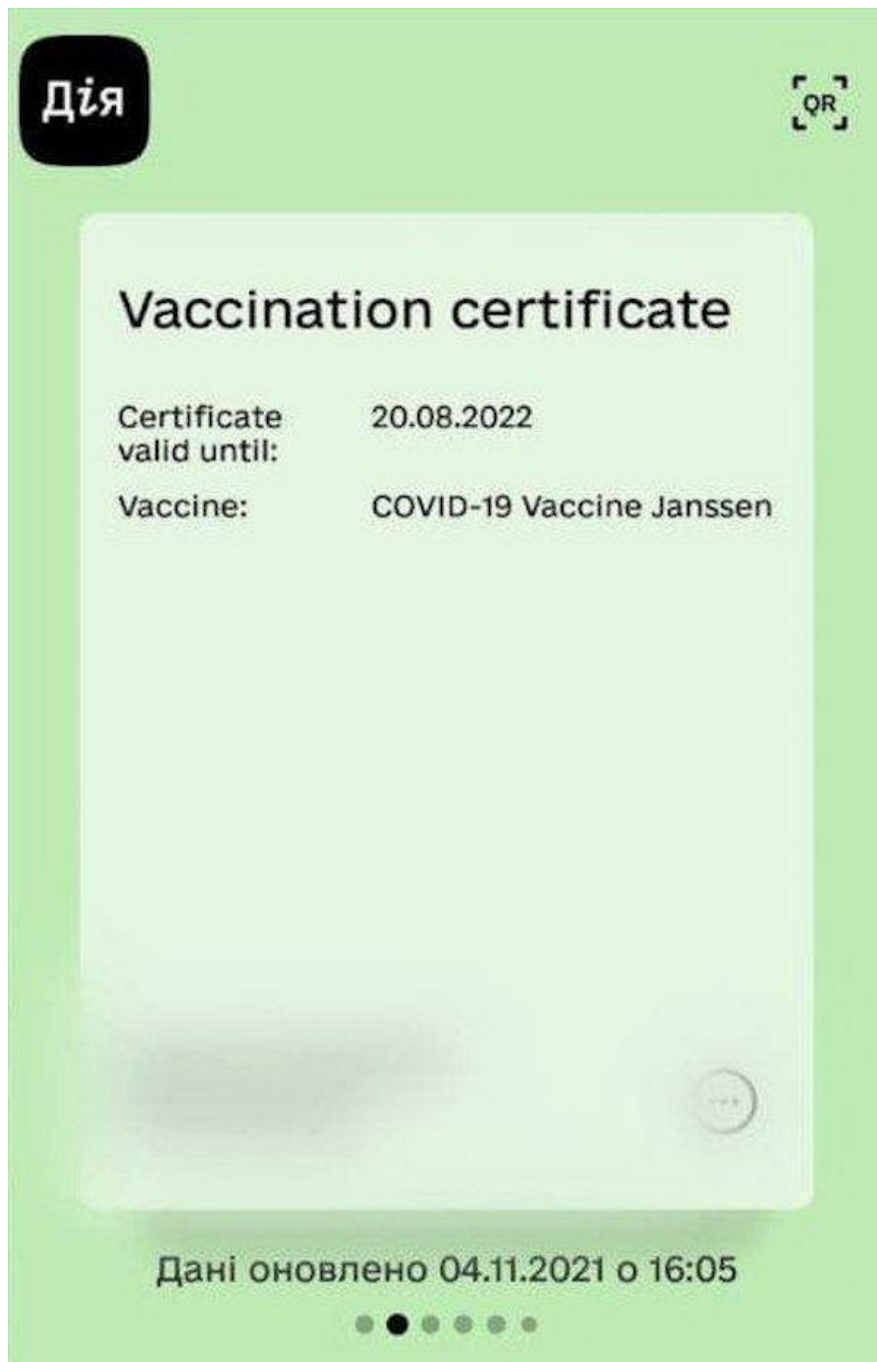 Дія
QR
Vaccination certificate
Certificate valid until: 20.08.2022
Vaccine: COVID-19 Vaccine Janssen
Дані оновлено 04.11.2021 о 16:05